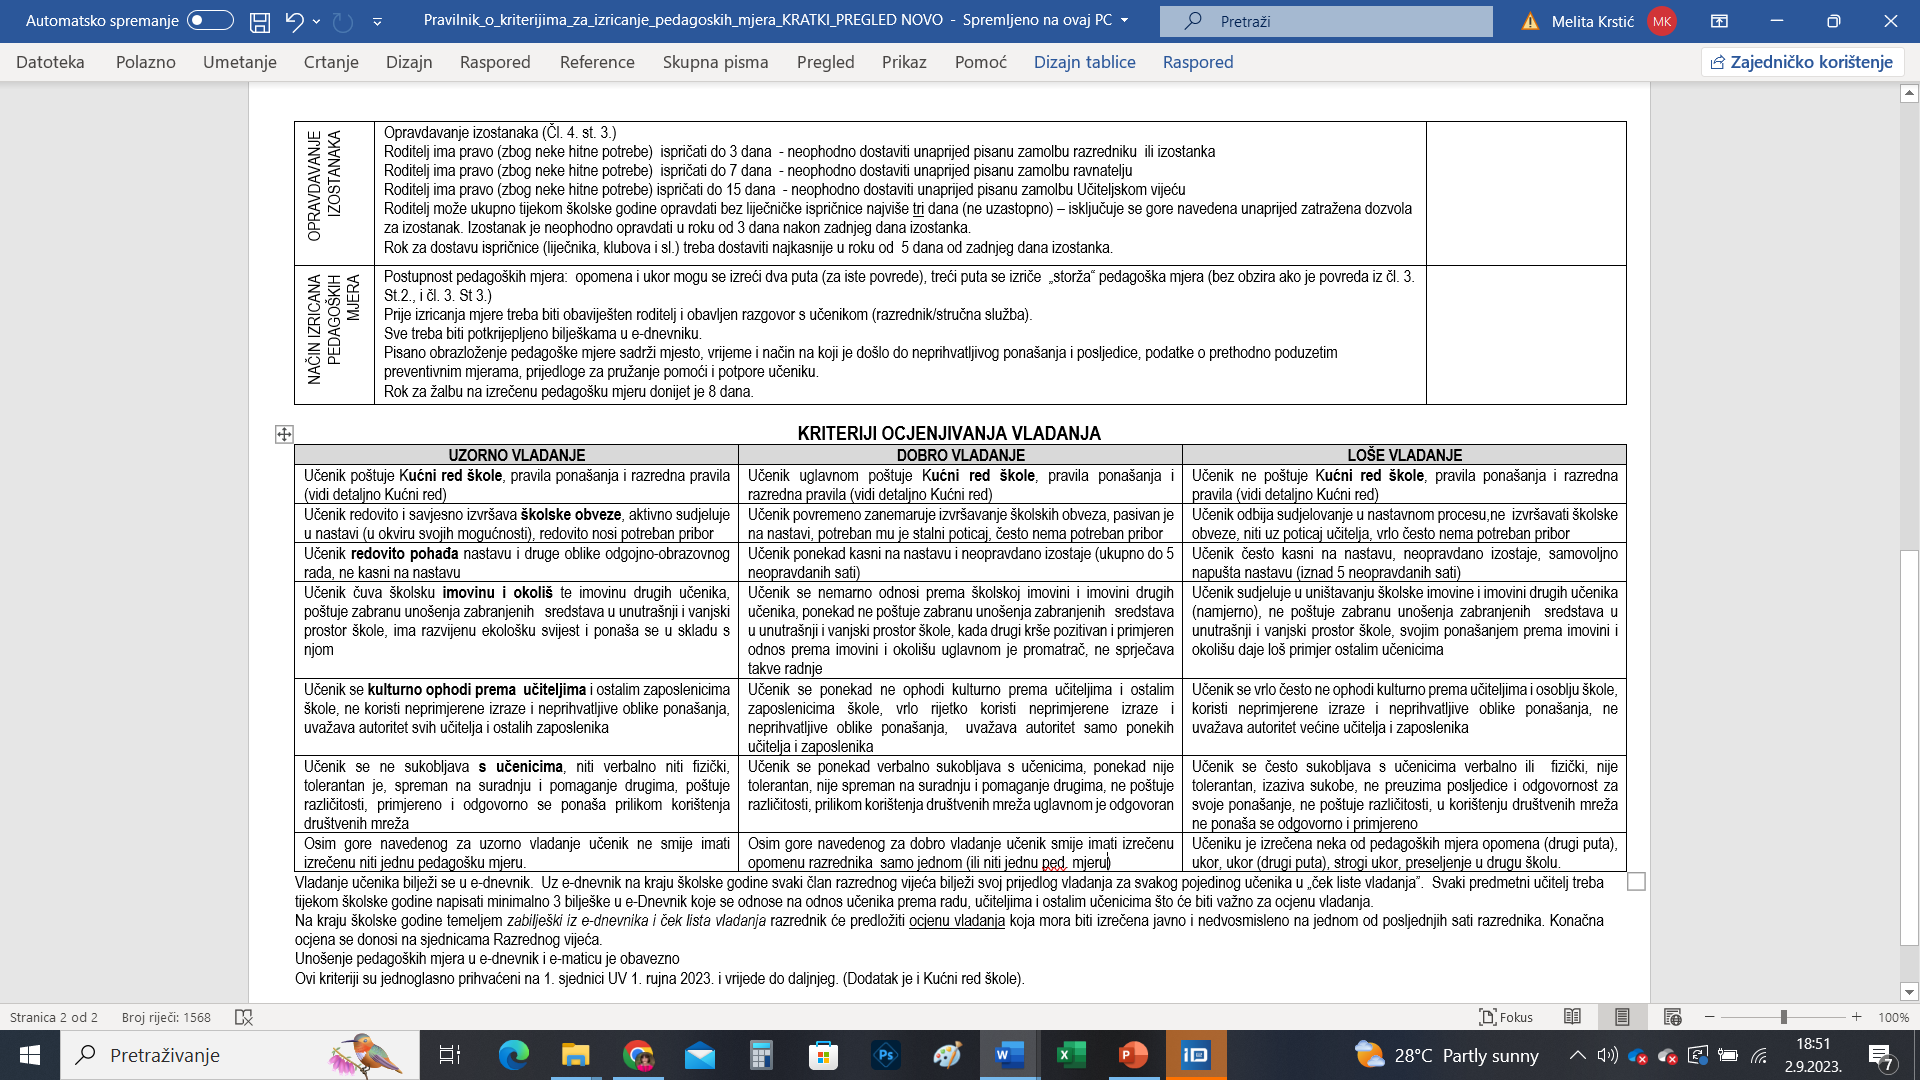 Automatsko spremanje
Pravilnik_o_kriterijima_za_izricanje_pedagoskih_mjera_KRATKI_PREGLED NOVO - Spremljeno na ovaj PC
Pretraži
Melita Krstić
MK
Datoteka Polazno Umetanje Crtanje Dizajn Raspored Reference Skupna pisma Pregled Prikaz Pomoć Dizajn tablice Raspored
Zajedničko korištenje
OPRAVDAVANJE
IZOSTANAKA
Opravdavanje izostanaka (Čl. 4. st. 3.)
Roditelj ima pravo (zbog neke hitne potrebe) ispričati do 3 dana - neophodno dostaviti unaprijed pisanu zamolbu razredniku ili izostanka
Roditelj ima pravo (zbog neke hitne potrebe) ispričati do 7 dana - neophodno dostaviti unaprijed pisanu zamolbu ravnatelju
Roditelj ima pravo (zbog neke hitne potrebe) ispričati do 15 dana - neophodno dostaviti unaprijed pisanu zamolbu Učiteljskom vijeću
Roditelj može ukupno tijekom školske godine opravdati bez liječničke ispričnice najviše tri dana (ne uzastopno) – isključuje se gore navedena unaprijed zatražena dozvola
za izostanak. Izostanak je neophodno opravdati u roku od 3 dana nakon zadnjeg dana izostanka.
Rok za dostavu ispričnice (liječnika, klubova i sl.) treba dostaviti najkasnije u roku od 5 dana od zadnjeg dana izostanka.
NAČIN IZRICANA
PEDAGOŠKIH
MJERA
Postupnost pedagoških mjera: opomena i ukor mogu se izreći dva puta (za iste povrede), treći puta se izriče „storža“ pedagoška mjera (bez obzira ako je povreda iz čl. 3.
St.2., i čl. 3. St 3.)
Prije izricanja mjere treba biti obaviješten roditelj i obavljen razgovor s učenikom (razrednik/stručna služba).
Sve treba biti potkrijepljeno bilješkama u e-dnevniku.
Pisano obrazloženje pedagoške mjere sadrži mjesto, vrijeme i način na koji je došlo do neprihvatljivog ponašanja i posljedice, podatke o prethodno poduzetim
preventivnim mjerama, prijedloge za pružanje pomoći i potpore učeniku.
Rok za žalbu na izrečenu pedagošku mjeru donijet je 8 dana.
KRITERIJI OCJENJIVANJA VLADANJA
UZORNO VLADANJE
DOBRO VLADANJE
LOŠE VLADANJE
Učenik poštuje Kućni red škole, pravila ponašanja i razredna pravila
(vidi detaljno Kućni red)
Učenik uglavnom poštuje Kućni red škole, pravila ponašanja i
razredna pravila (vidi detaljno Kućni red)
Učenik ne poštuje Kućni red škole, pravila ponašanja i razredna
pravila (vidi detaljno Kućni red)
Učenik redovito i savjesno izvršava školske obveze, aktivno sudjeluje
u nastavi (u okviru svojih mogućnosti), redovito nosi potreban pribor
Učenik povremeno zanemaruje izvršavanje školskih obveza, pasivan je
na nastavi, potreban mu je stalni poticaj, često nema potreban pribor
Učenik odbija sudjelovanje u nastavnom procesu,ne izvršavati školske
obveze, niti uz poticaj učitelja, vrlo često nema potreban pribor
Učenik redovito pohađa nastavu i druge oblike odgojno-obrazovnog
rada, ne kasni na nastavu
Učenik ponekad kasni na nastavu i neopravdano izostaje (ukupno do 5
neopravdanih sati)
Učenik često kasni na nastavu, neopravdano izostaje, samovoljno
napušta nastavu (iznad 5 neopravdanih sati)
Učenik čuva školsku imovinu i okoliš te imovinu drugih učenika,
poštuje zabranu unošenja zabranjenih sredstava u unutrašnji i vanjski
prostor škole, ima razvijenu ekološku svijest i ponaša se u skladu s
njom
Učenik se nemarno odnosi prema školskoj imovini i imovini drugih
učenika, ponekad ne poštuje zabranu unošenja zabranjenih sredstava
u unutrašnji i vanjski prostor škole, kada drugi krše pozitivan i primjeren
odnos prema imovini i okolišu uglavnom je promatrač, ne sprječava
takve radnje
Učenik sudjeluje u uništavanju školske imovine i imovini drugih učenika
(namjerno), ne poštuje zabranu unošenja zabranjenih sredstava u
unutrašnji i vanjski prostor škole, svojim ponašanjem prema imovini i
okolišu daje loš primjer ostalim učenicima
Učenik se kulturno ophodi prema učiteljima i ostalim zaposlenicima
škole, ne koristi neprimjerene izraze i neprihvatljive oblike ponašanja,
uvažava autoritet svih učitelja i ostalih zaposlenika
Učenik se ponekad ne ophodi kulturno prema učiteljima i ostalim
zaposlenicima škole, vrlo rijetko koristi neprimjerene izraze i
neprihvatljive oblike ponašanja, uvažava autoritet samo ponekih
učitelja i zaposlenika
Učenik se vrlo često ne ophodi kulturno prema učiteljima i osoblju škole,
koristi neprimjerene izraze i neprihvatljive oblike ponašanja, ne
uvažava autoritet većine učitelja i zaposlenika
Učenik se ne sukobljava s učenicima, niti verbalno niti fizički,
tolerantan je, spreman na suradnju i pomaganje drugima, poštuje
različitosti, primjereno i odgovorno se ponaša prilikom korištenja
društvenih mreža
Učenik se ponekad verbalno sukobljava s učenicima, ponekad nije
tolerantan, nije spreman na suradnju i pomaganje drugima, ne poštuje
različitosti, prilikom korištenja društvenih mreža uglavnom je odgovoran
Učenik se često sukobljava s učenicima verbalno ili fizički, nije
tolerantan, izaziva sukobe, ne preuzima posljedice i odgovornost za
svoje ponašanje, ne poštuje različitosti, u korištenju društvenih mreža
ne ponaša se odgovorno i primjereno
Osim gore navedenog za uzorno vladanje učenik ne smije imati
izrečenu niti jednu pedagošku mjeru.
Osim gore navedenog za dobro vladanje učenik smije imati izrečenu
opomenu razrednika samo jednom (ili niti jednu ped. mjeru)
Učeniku je izrečena neka od pedagoških mjera opomena (drugi puta),
ukor, ukor (drugi puta), strogi ukor, preseljenje u drugu školu.
Vladanje učenika bilježi se u e-dnevnik. Uz e-dnevnik na kraju školske godine svaki član razrednog vijeća bilježi svoj prijedlog vladanja za svakog pojedinog učenika u „ček liste vladanja”. Svaki predmetni učitelj treba
tijekom školske godine napisati minimalno 3 bilješke u e-Dnevnik koje se odnose na odnos učenika prema radu, učiteljima i ostalim učenicima što će biti važno za ocjenu vladanja.
Na kraju školske godine temeljem zabilješki iz e-dnevnika i ček lista vladanja razrednik će predložiti ocjenu vladanja koja mora biti izrečena javno i nedvosmisleno na jednom od posljednjih sati razrednika. Konačna
ocjena se donosi na sjednicama Razrednog vijeća.
Unošenje pedagoških mjera u e-dnevnik i e-maticu je obavezno
Ovi kriteriji su jednoglasno prihvaćeni na 1. sjednici UV 1. rujna 2023. i vrijede do daljnjeg. (Dodatak je i Kućni red škole).
Stranica 2 od 2 Broj riječi: 1568
Fokus
100%
Pretraživanje
28°C Partly sunny
18:51
2.9.2023.
7